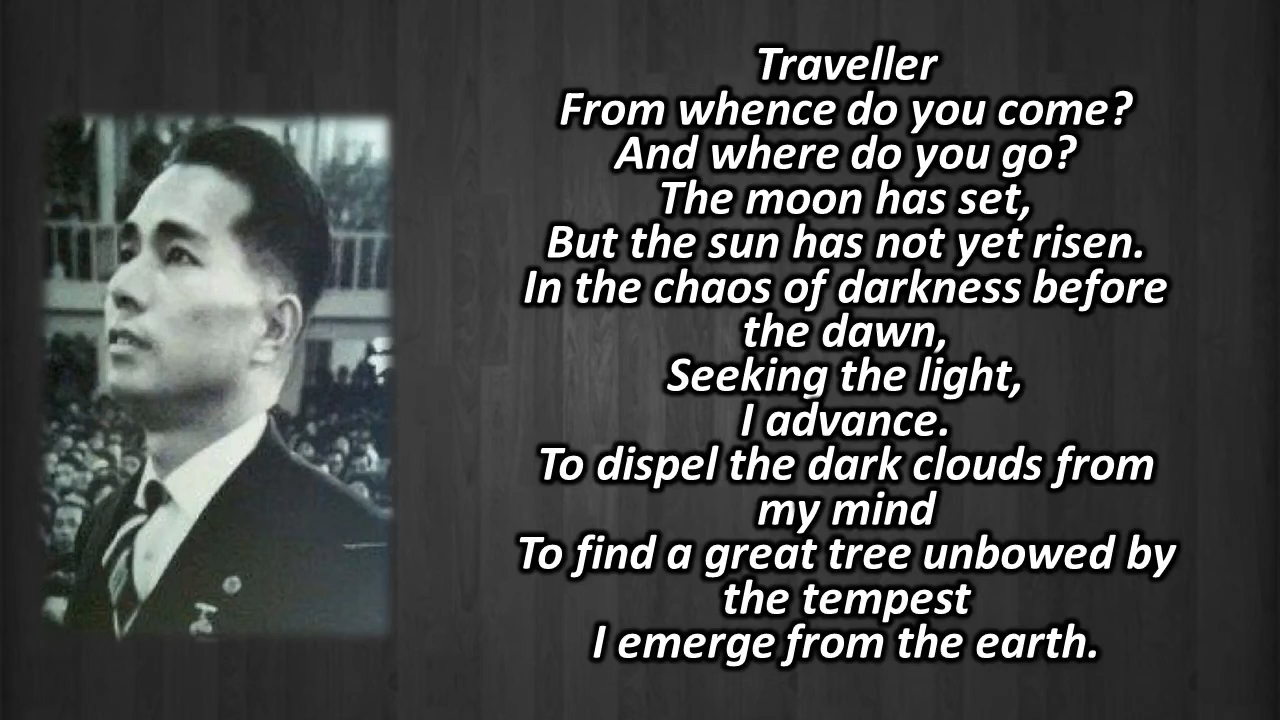 Traveller
From whence do you come?
And where do you go?
The moon has set,
But the sun has not yet risen.
In the chaos of darkness before
the dawn,
Seeking the light,
I advance.
To dispel the dark clouds from
my mind
To find a great tree unbowed by
the tempest
I emerge from the earth.